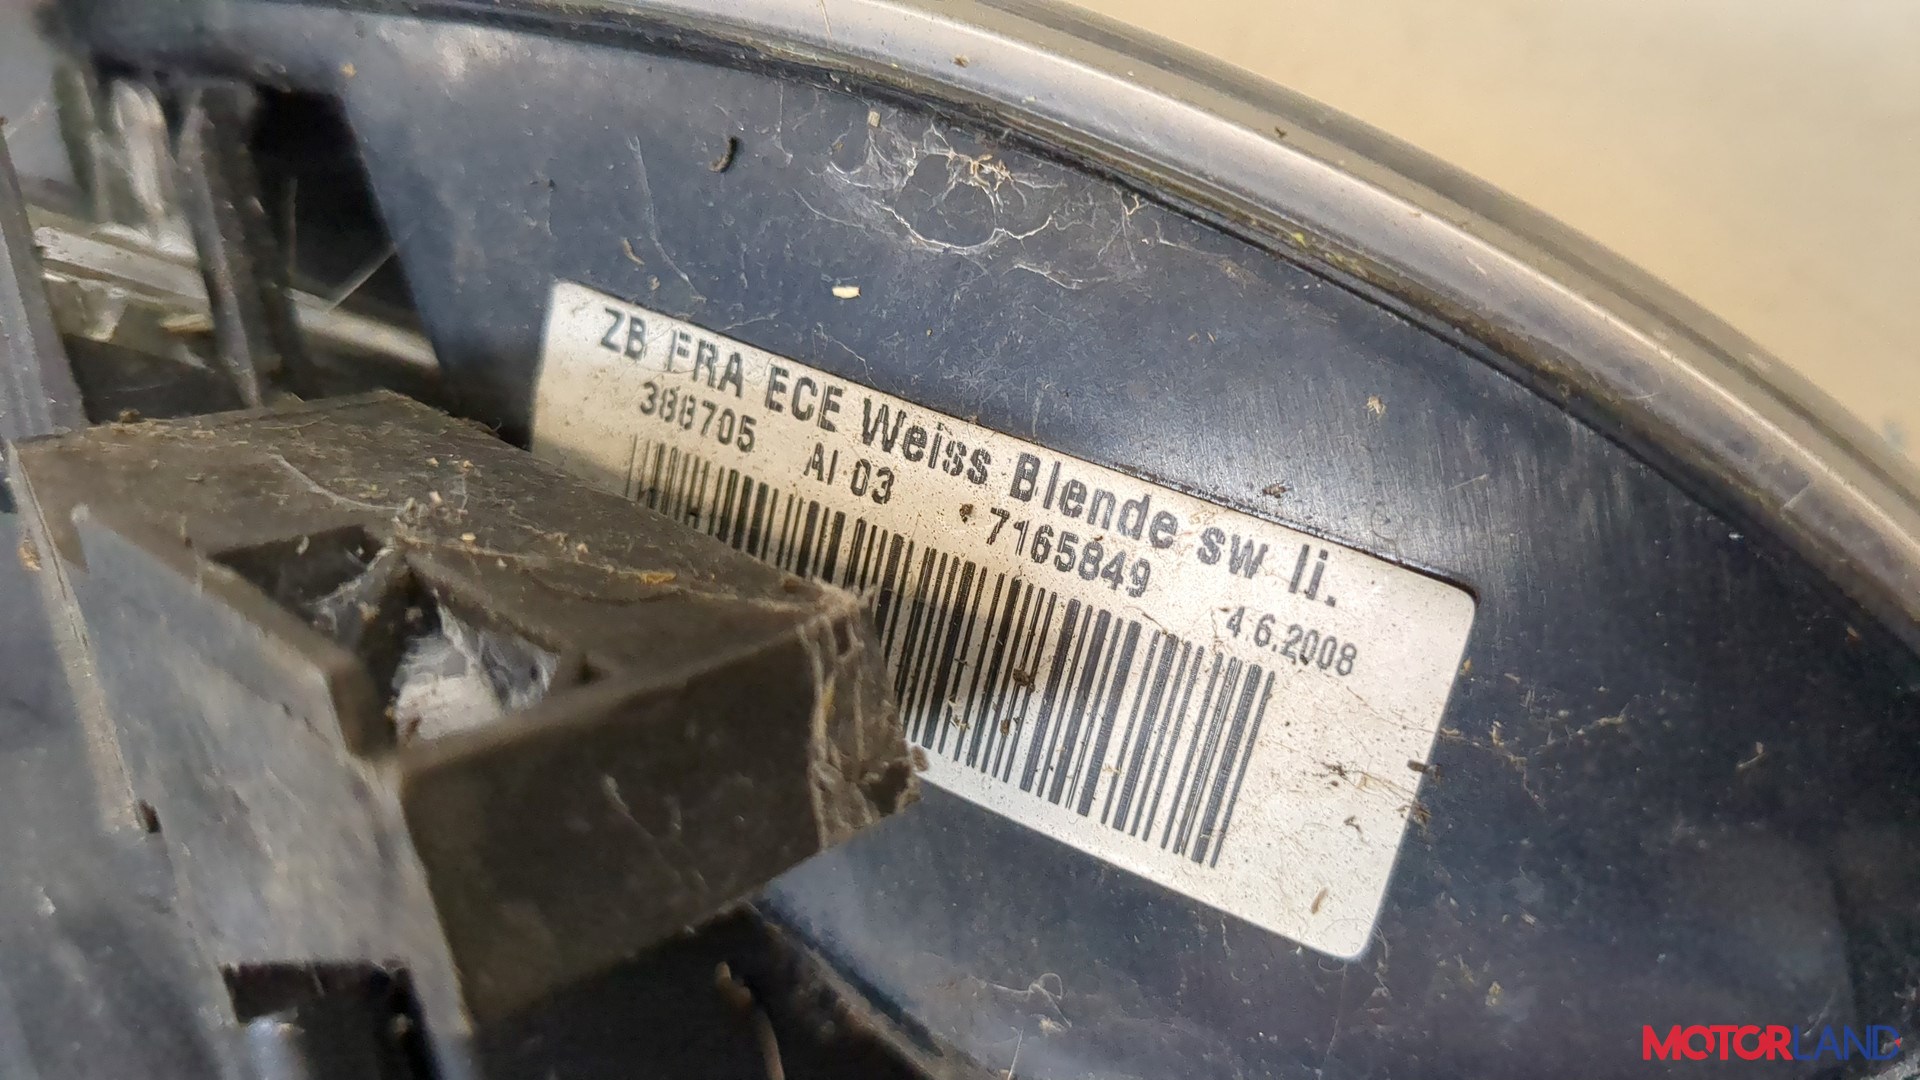 ZB FRA ECE Weiss Blende sw li.
388705 AI 03 7165849 4.6.2008
MOTORLAND